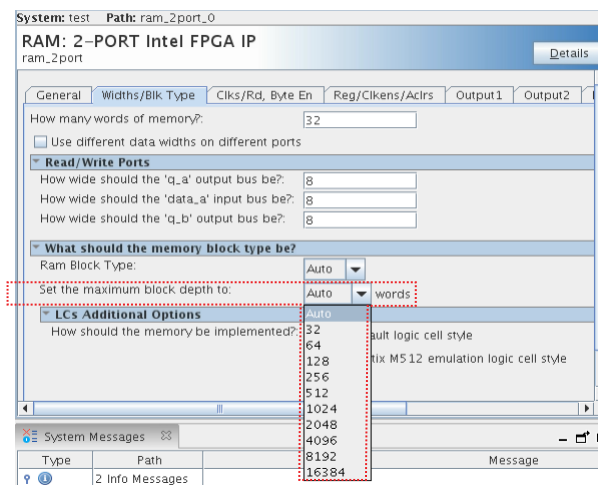 System: test Path: ram_2port_0
RAM: 2-PORT Intel FPGA IP
ram_2port
Details
General Widths/Blk Type Clks/Rd, Byte En Reg/Clkens/Aclrs Output1 Output2
How many words of memory?: 32
Use different data widths on different ports
Read/Write Ports
How wide should the 'q_a' output bus be?: 8
How wide should the 'data_a' input bus be?: 8
How wide should the 'q_b' output bus be?: 8
What should the memory block type be?
Ram Block Type: Auto
Set the maximum block depth to: Auto words
Auto
LCs Additional Options
How should the memory be implemented?: 32 ault logic cell style
64
128 tix M512 emulation logic cell style
256
512
1024
2048
4096
8192
16384
System Messages
Type Path Message
2 Info Messages